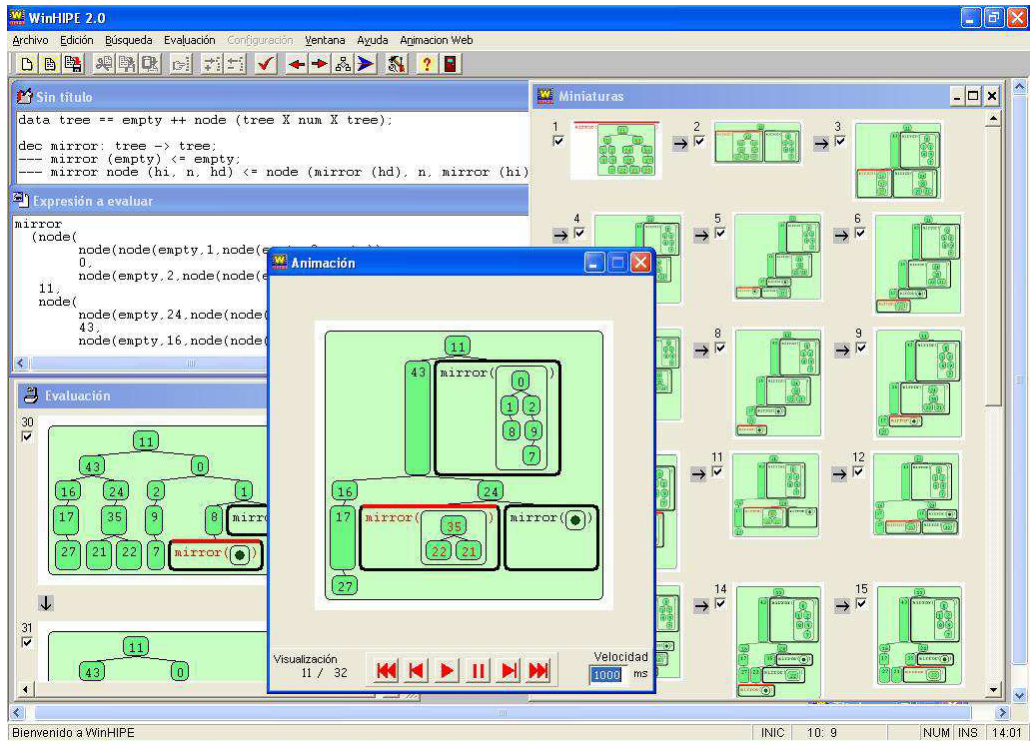 WinHIPE 2.0
Archivo Edición Búsqueda Evaluación Configuración Ventana Ayuda Animacion Web
Sin título
data tree == empty ++ node (tree X num X tree);
dec mirror: tree -> tree;
--- mirror (empty) <= empty;
--- mirror node (hi, n, hd) <= node (mirror (hd), n, mirror (hi)
Expresión a evaluar
mirror
(node(
node(node(empty,1,node(e
0,
node(empty,2,node(node(e
11,
node(
node(empty,24,node(node(
43,
node(empty,16,node(node(
Evaluación
30
11
43 0
16 24 2 1
17 35 9 8 mirr
27 21 22 7 mirror( )
31
11
43 0
Animación
11
43 mirror( 0 )
1 2
8 9
7
16 24
17 mirror( 35 ) mirror( )
22 21
27
Visualización
11 / 32
Velocidad
1000 ms
Miniaturas
1 2 3
4 5 6
8 9
11 12
14 15
Bienvenido a WinHIPE
INIC 10: 9 NUM INS 14:01